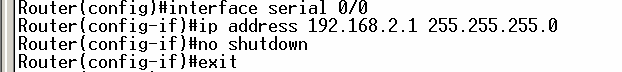 Router(config)#interface serial 0/0
Router(config-if)#ip address 192.168.2.1 255.255.255.0
Router(config-if)#no shutdown
Router(config-if)#exit